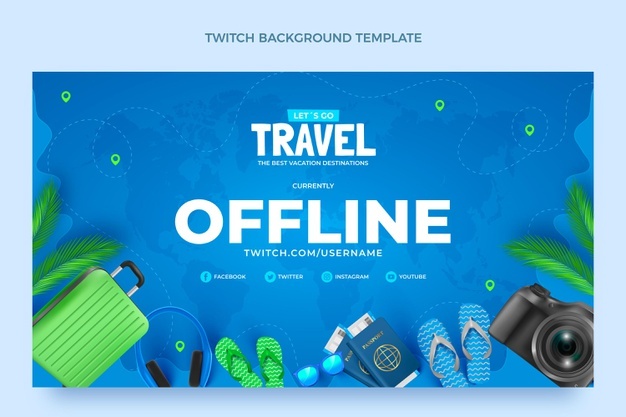 TWITCH BACKGROUND TEMPLATE
LET´S GO
TRAVEL
THE BEST VACATION DESTINATIONS
CURRENTLY
OFFLINE
TWITCH.COM/USERNAME
FACEBOOK TWITTER INSTAGRAM YOUTUBE
PASSPORT